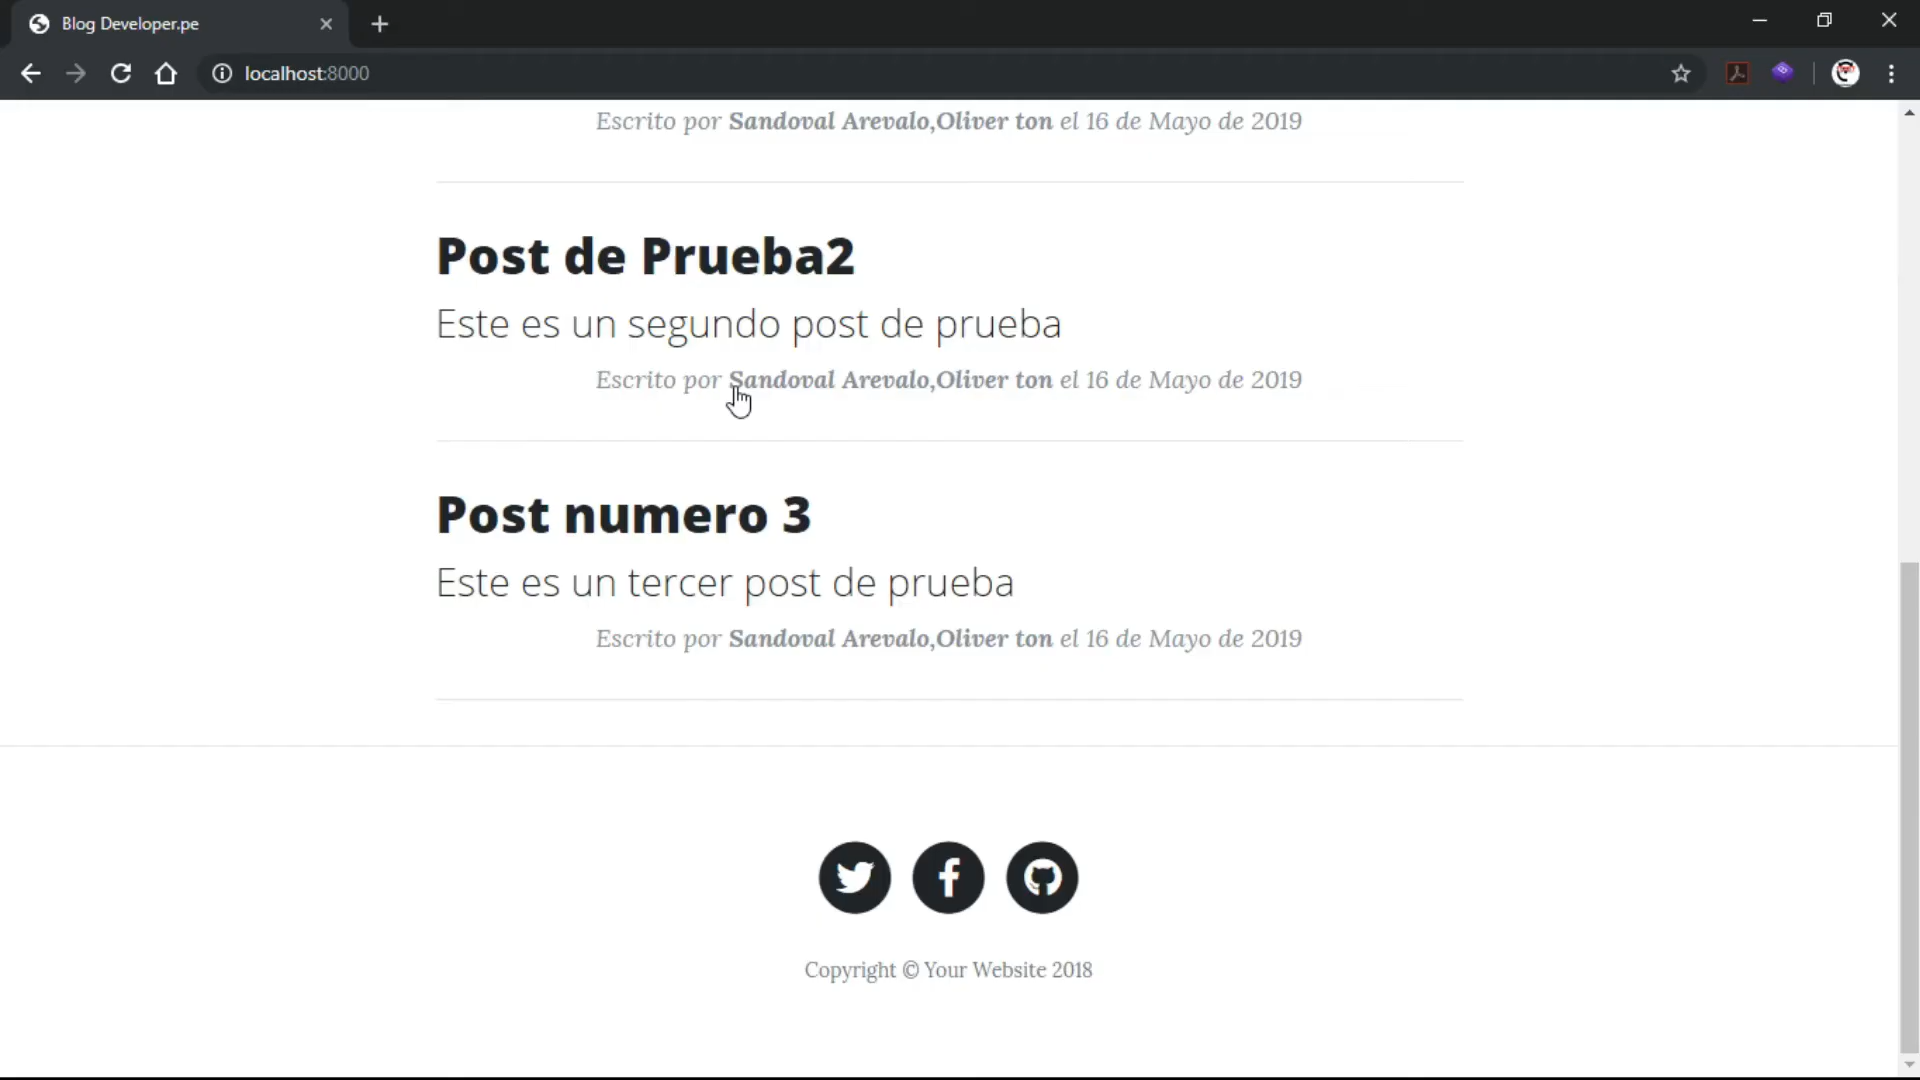 Blog Developer.pe
localhost:8000
Escrito por Sandoval Arevalo,Oliver ton el 16 de Mayo de 2019
Post de Prueba2
Este es un segundo post de prueba
Escrito por Sandoval Arevalo,Oliver ton el 16 de Mayo de 2019
Post numero 3
Este es un tercer post de prueba
Escrito por Sandoval Arevalo,Oliver ton el 16 de Mayo de 2019
Copyright © Your Website 2018